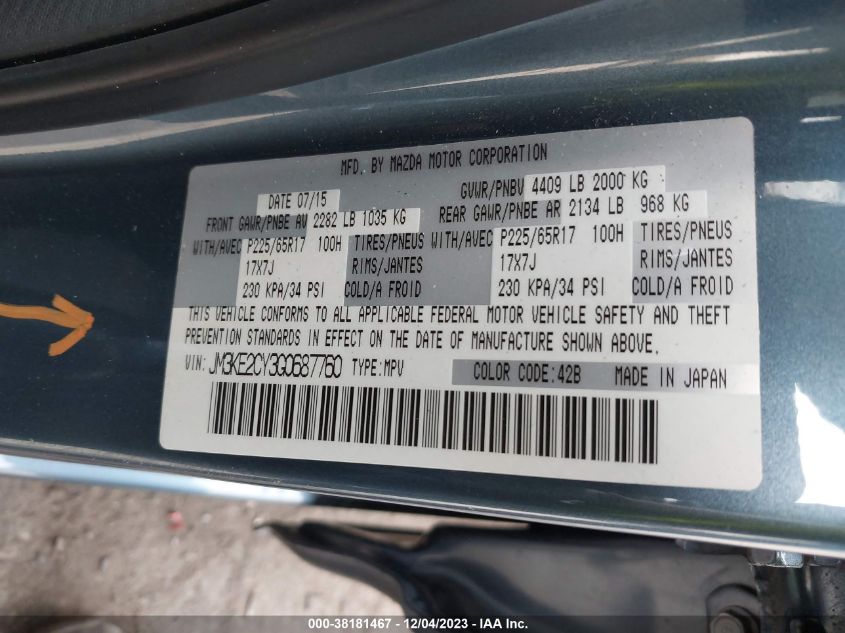 MFD. BY MAZDA MOTOR CORPORATION
DATE 07/15 GVWR/PNBV 4409 LB 2000 KG
FRONT GAWR/PNBE AV 2282 LB 1035 KG REAR GAWR/PNBE AR 2134 LB 968 KG
WITH/AVEC P225/65R17 100H TIRES/PNEUS WITH/AVEC P225/65R17 100H TIRES/PNEUS
17X7J RIMS/JANTES 17X7J RIMS/JANTES
230 KPA/34 PSI COLD/A FROID 230 KPA/34 PSI COLD/A FROID
THIS VEHICLE CONFORMS TO ALL APPLICABLE FEDERAL MOTOR VEHICLE SAFETY AND THEFT
PREVENTION STANDARDS IN EFFECT ON THE DATE OF MANUFACTURE SHOWN ABOVE.
VIN: JM3KE2CY3G0687760 TYPE: MPV COLOR CODE: 42B MADE IN JAPAN
000-38181467 - 12/04/2023 - IAAI.com